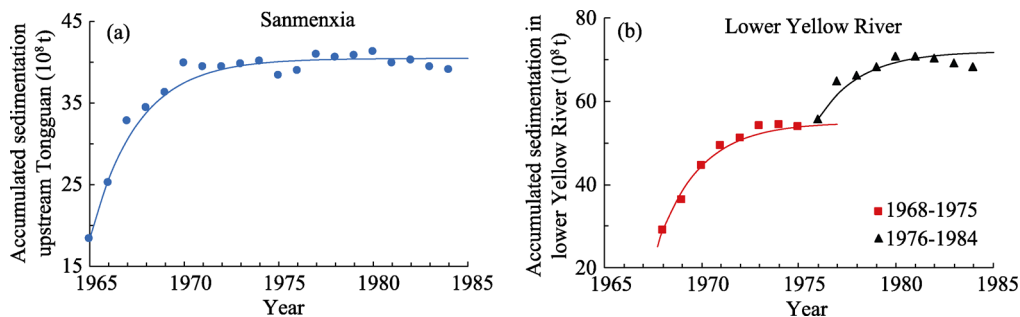 (a)
Sanmenxia
Accumulated sedimentation
upstream Tongguan (10⁸ t)
45
35
25
15
1965 1970 1975 1980 1985
Year
(b)
Lower Yellow River
Accumulated sedimentation in
lower Yellow River (10⁸ t)
80
60
40
20
1965 1970 1975 1980 1985
Year
1968-1975
1976-1984